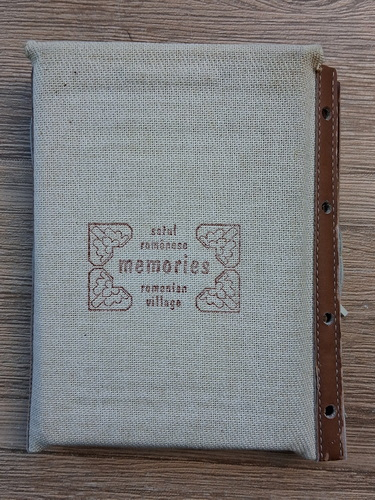 satul
românesc
memories
romanian
village